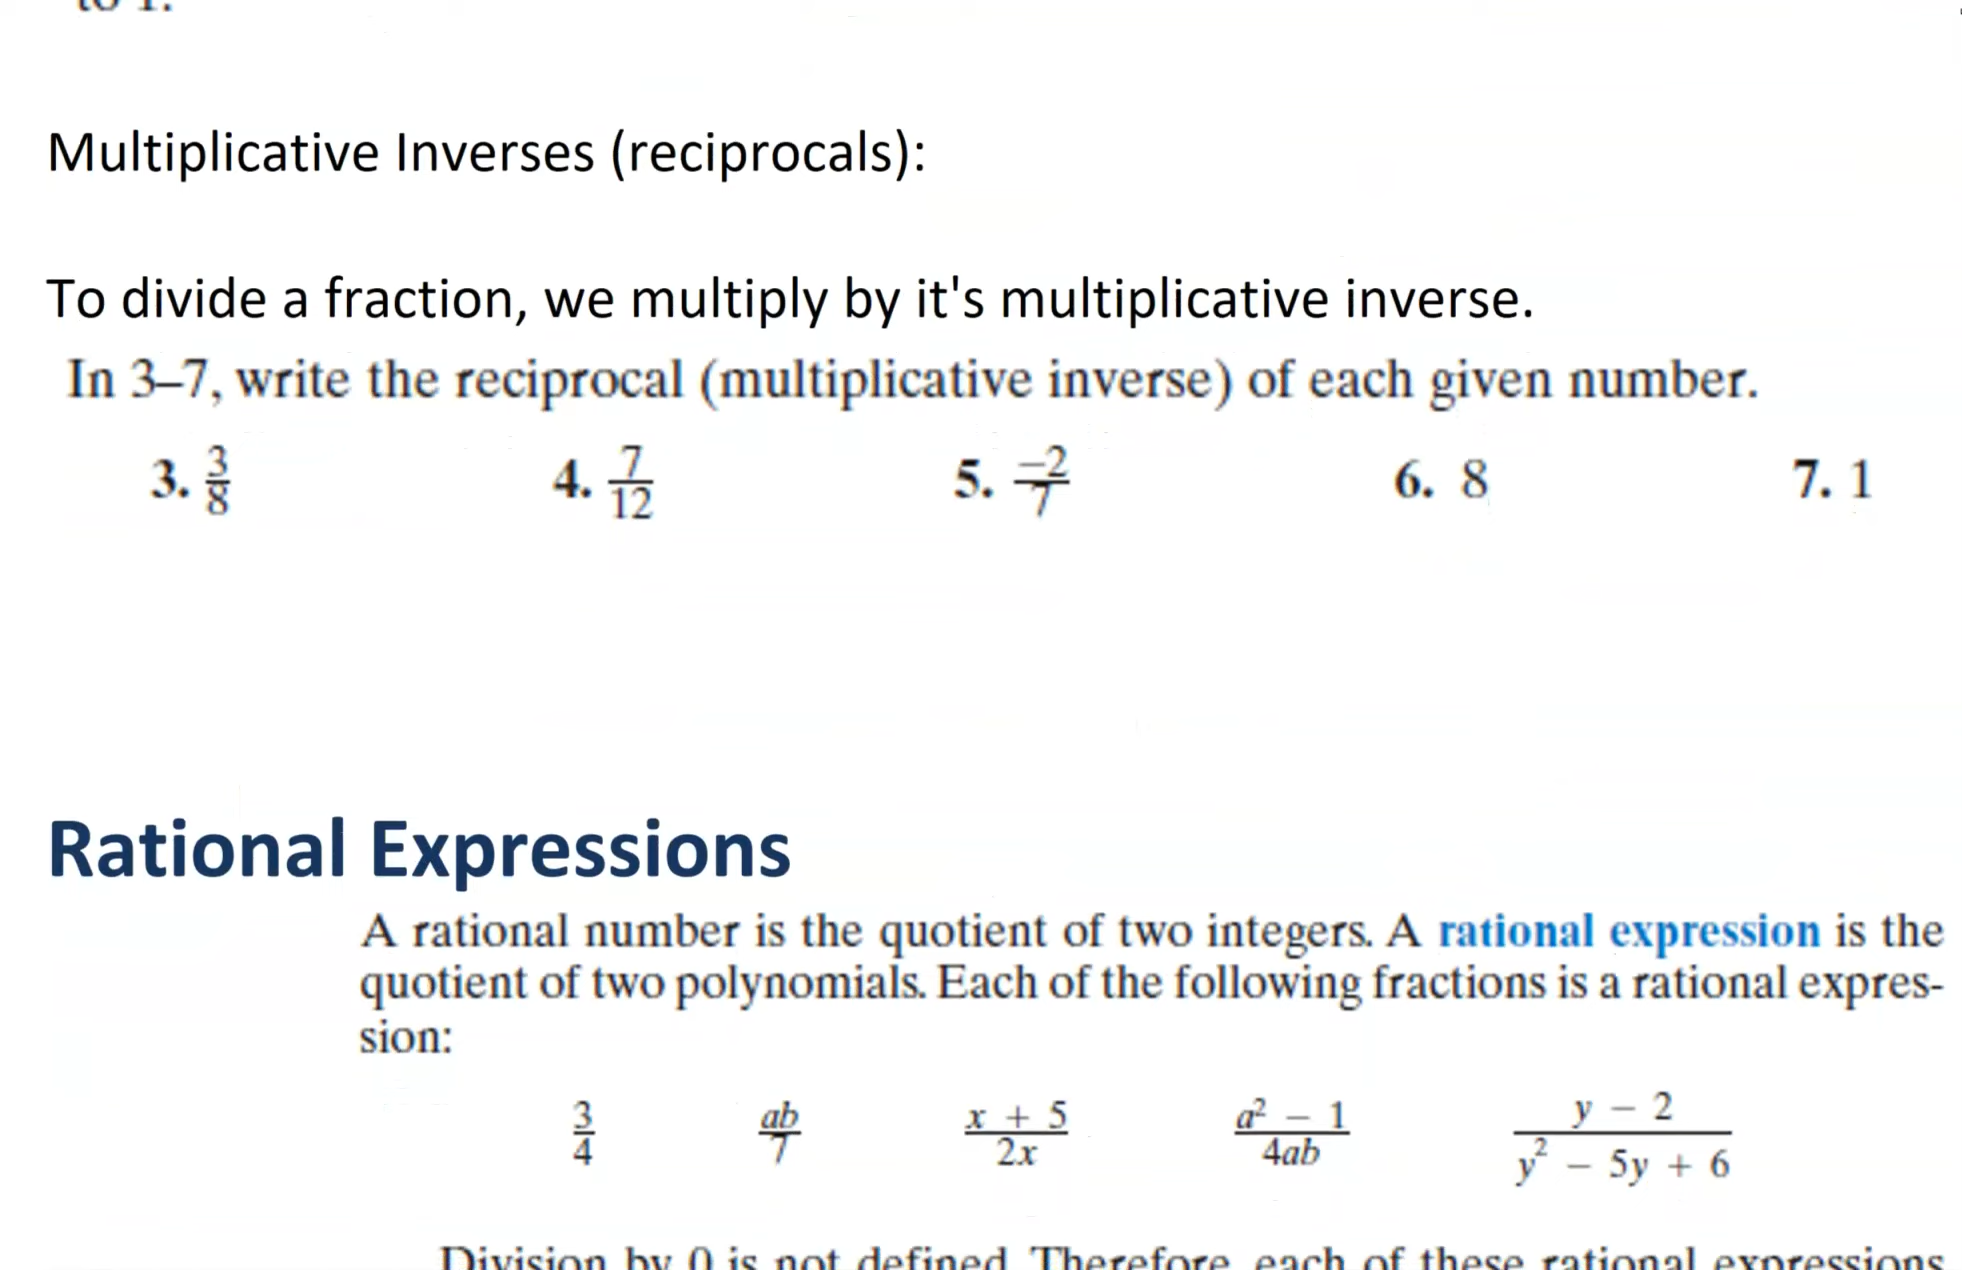 to 1.
Multiplicative Inverses (reciprocals):
To divide a fraction, we multiply by it's multiplicative inverse.
In 3–7, write the reciprocal (multiplicative inverse) of each given number.
3. 3/8 4. 7/12 5. −2/7 6. 8 7. 1
Rational Expressions
A rational number is the quotient of two integers. A rational expression is the
quotient of two polynomials. Each of the following fractions is a rational expres-
sion:
3/4 ab/7 (x + 5)/(2x) (a² − 1)/(4ab) (y − 2)/(y² − 5y + 6)
Division by 0 is not defined. Therefore, each of these rational expressions